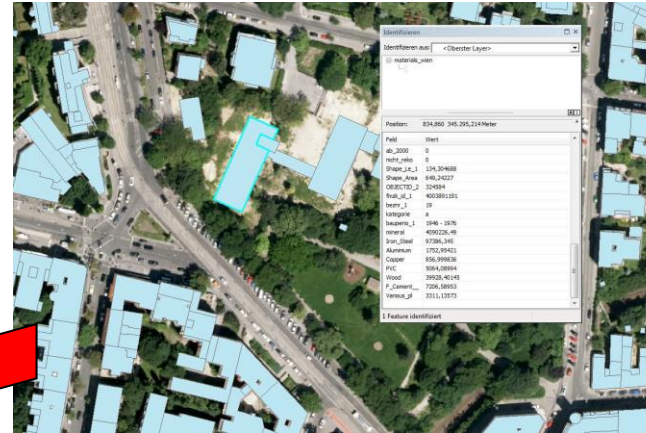 Identifizieren
Identifizieren aus: <Oberster Layer>
materials_wien
Position: 834,860 345.295,214 Meter
Feld Wert
ab_2000 0
nicht_reko 0
Shape_Le_1 134,304688
Shape_Area 649,24227
OBJECTID_2 324584
fmzk_id_1 4003891191
beznr_1 19
kategorie a
bauperio_1 1946 - 1976
mineral 4090226,49
Iron_Steel 97386,345
Aluminum 1752,95421
Copper 856,999836
PVC 5064,08994
Wood 39928,40145
F_Cement__ 7206,58953
Various_pl 3311,13573
1 Feature identifiziert